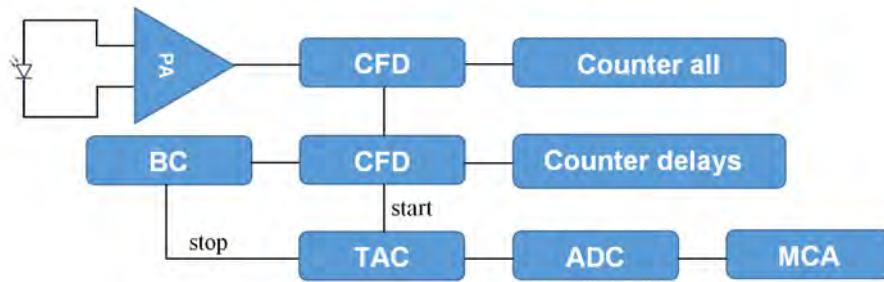 PA
CFD
Counter all
BC
CFD
Counter delays
start
stop
TAC
ADC
MCA